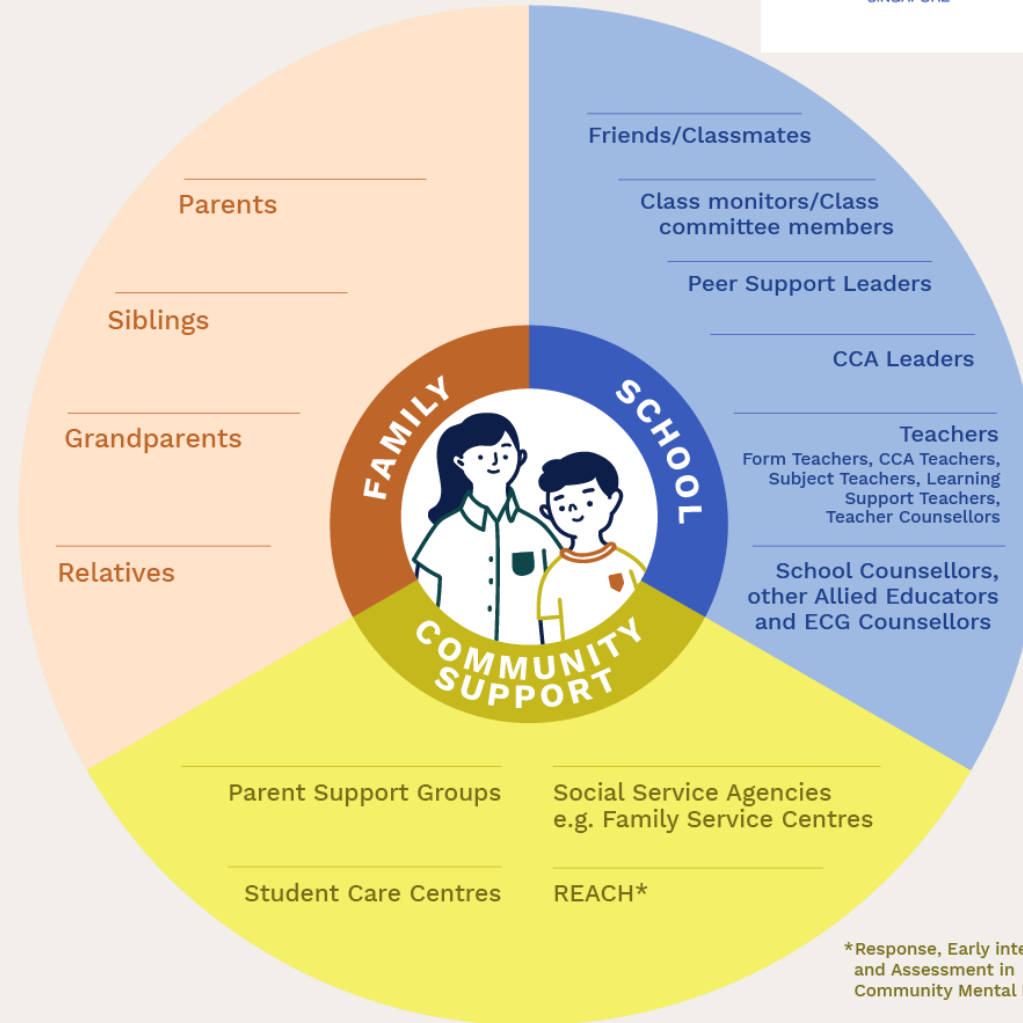 FAMILY
Parents
Siblings
Grandparents
Relatives
SCHOOL
Friends/Classmates
Class monitors/Class
committee members
Peer Support Leaders
CCA Leaders
Teachers
Form Teachers, CCA Teachers,
Subject Teachers, Learning
Support Teachers,
Teacher Counsellors
School Counsellors,
other Allied Educators
and ECG Counsellors
COMMUNITY
SUPPORT
Parent Support Groups
Student Care Centres
Social Service Agencies
e.g. Family Service Centres
REACH*
*Response, Early
and Assessment in
Community Mental